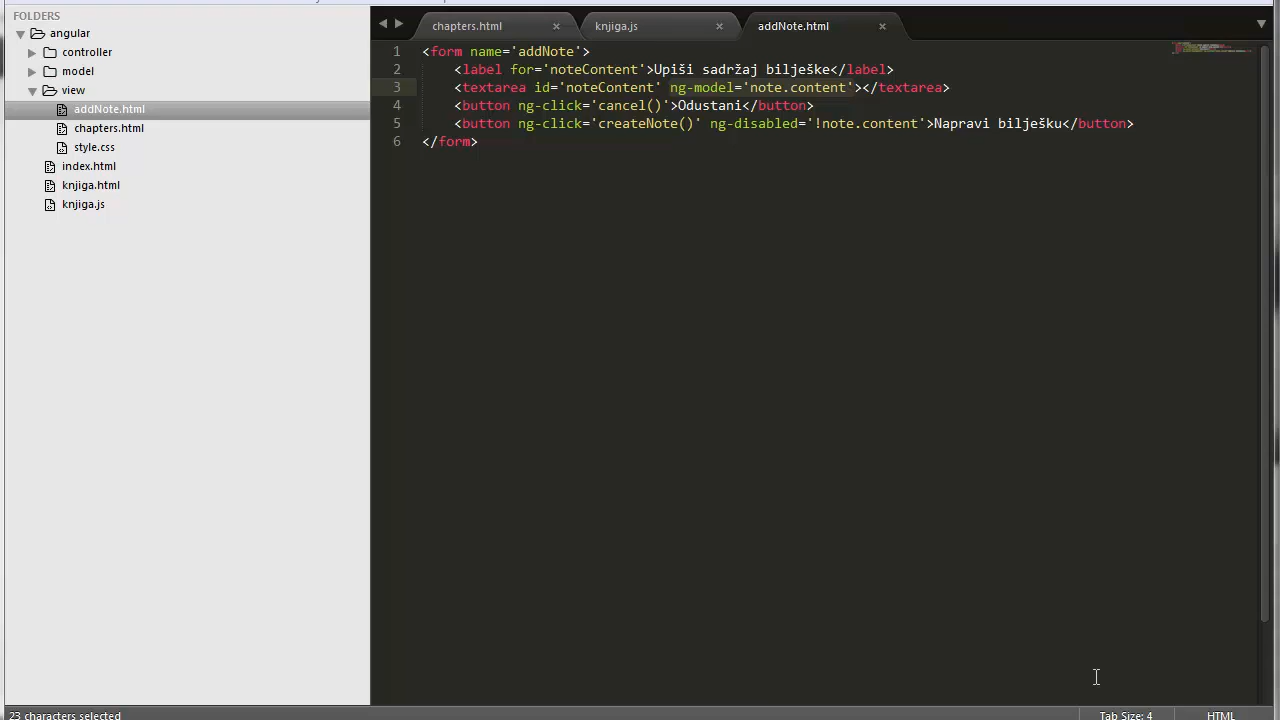 FOLDERS
angular
controller
model
view
addNote.html
chapters.html
style.css
index.html
knjiga.html
knjiga.js
chapters.html × knjiga.js × addNote.html ×
1 <form name='addNote'>
2 <label for='noteContent'>Upiši sadržaj bilješke</label>
3 <textarea id='noteContent' ng-model='note.content'></textarea>
4 <button ng-click='cancel()'>Odustani</button>
5 <button ng-click='createNote()' ng-disabled='!note.content'>Napravi bilješku</button>
6 </form>
23 characters selected
Tab Size: 4
HTML